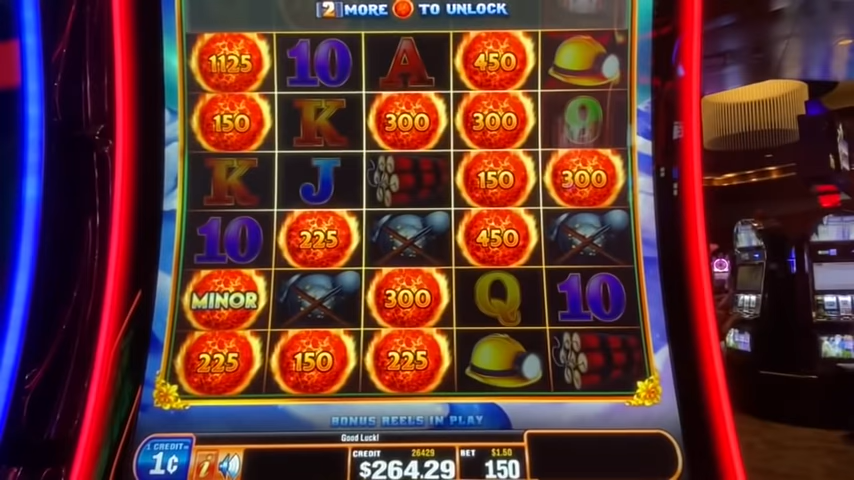 2 MORE TO UNLOCK
1125 10 A 450
150 K 300 300 9
K J 150 300
10 225 450
MINOR 300 Q 10
225 150 225
BONUS REELS IN PLAY
Good Luck!
1 CREDIT = 1¢
CREDIT 26429 BET $1.50
$264.29 150